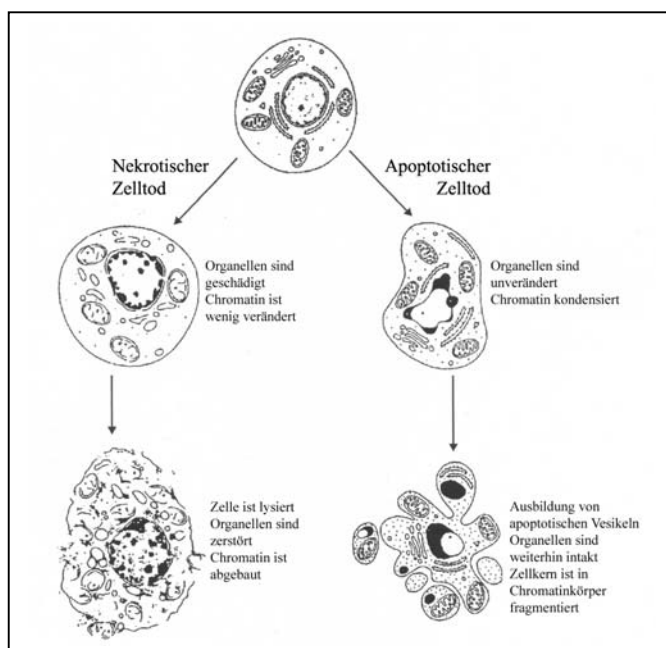 Nekrotischer
Zelltod
Apoptotischer
Zelltod
Organellen sind
geschädigt
Chromatin ist
wenig verändert
Organellen sind
unverändert
Chromatin kondensiert
Zelle ist lysiert
Organellen sind
zerstört
Chromatin ist
abgebaut
Ausbildung von
apoptotischen Vesikeln
Organellen sind
weiterhin intakt
Zellkern ist in
Chromatinkörper
fragmentiert